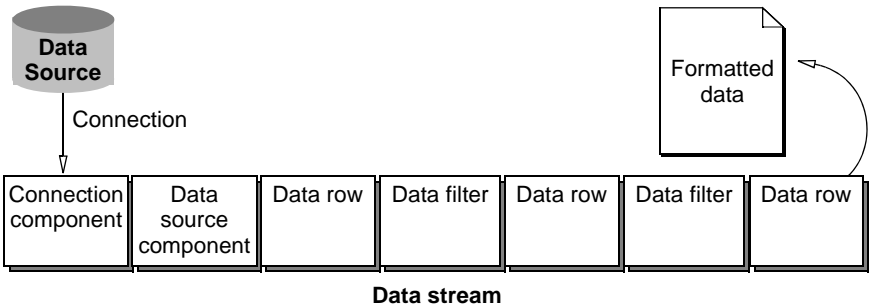 Data
Source
Connection
Formatted
data
Connection
component
Data
source
component
Data row
Data filter
Data row
Data filter
Data row
Data stream